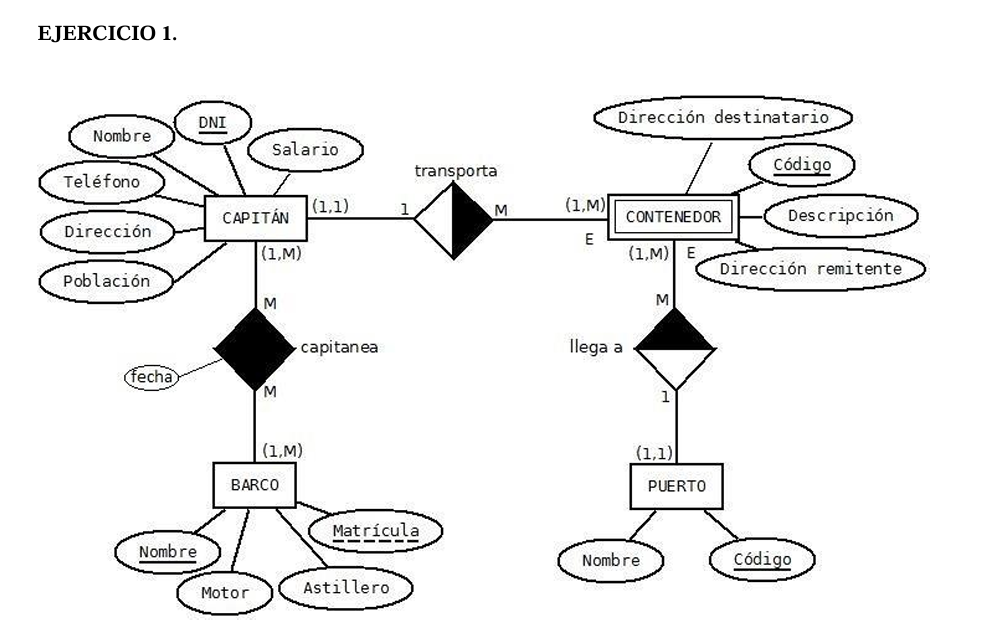 EJERCICIO 1.
Dirección destinatario
DNI
Nombre
Salario
Código
transporta
Teléfono
CAPITÁN
(1,1)
1
M
(1,M)
CONTENEDOR
Descripción
Dirección
E
(1,M)
(1,M)
E
Dirección remitente
Población
M
M
capitanea
llega a
fecha
M
1
(1,M)
(1,1)
BARCO
PUERTO
Matrícula
Nombre
Nombre
Código
Motor
Astillero